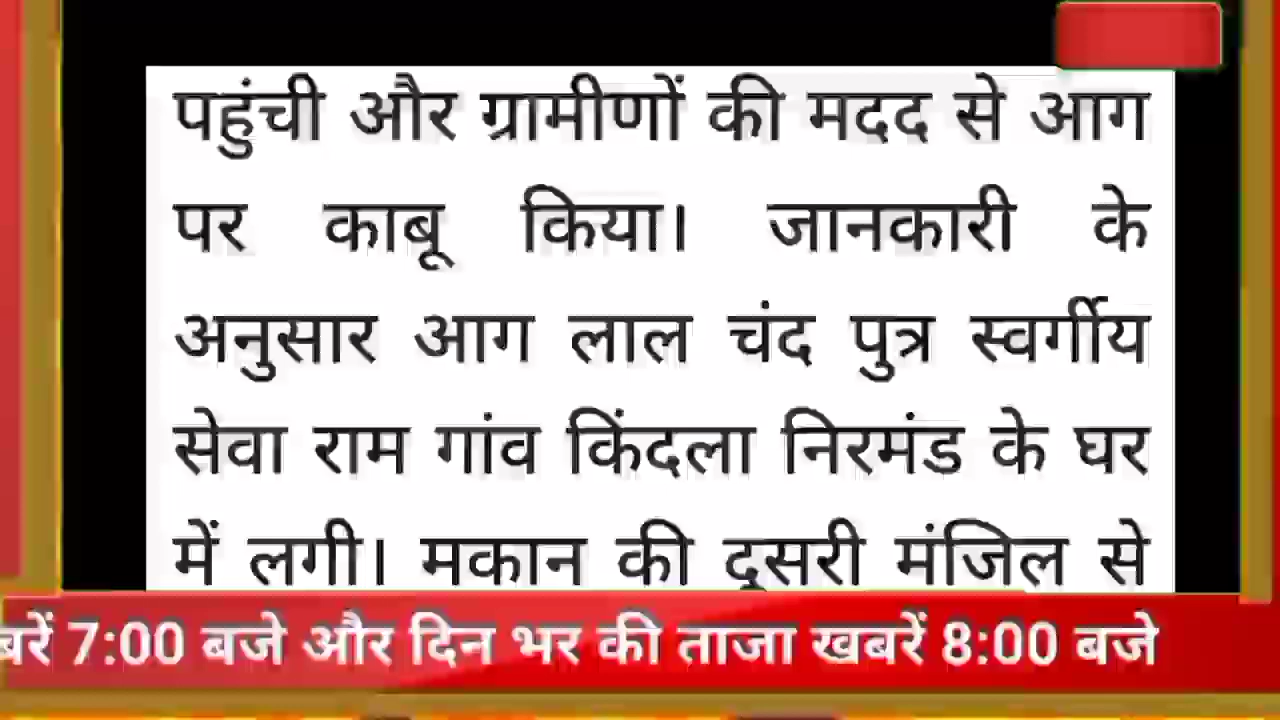 पहुंची और ग्रामीणों की मदद से आग
पर काबू किया। जानकारी के
अनुसार आग लाल चंद पुत्र स्वर्गीय
सेवा राम गांव किंदला निरमंड के घर
में लगी। मकान की दूसरी मंजिल से
7:00 बजे और दिन भर की ताजा खबरें 8:00 बजे